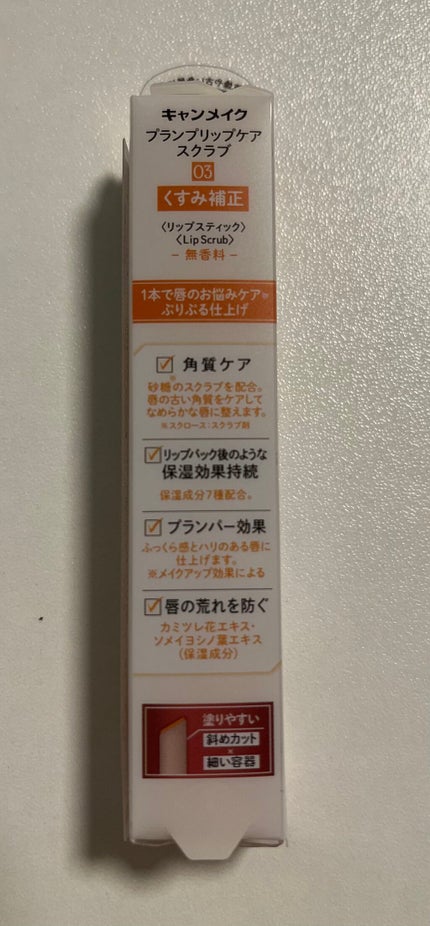 キャンメイク
プランプリップケア
スクラブ
03
くすみ補正
〈リップスティック〉
〈Lip Scrub〉
− 無香料 −
1本で唇のお悩みケア
ぷりぷる仕上げ
角質ケア
砂糖※のスクラブを配合。
唇の古い角質をケアして
なめらかな唇に整えます。
※スクロース：スクラブ剤
リップパック後のような
保湿効果持続
保湿成分7種配合。
プランパー効果
ふっくら感とハリのある唇に
仕上げます。
※メイクアップ効果による
唇の荒れを防ぐ
カミツレ花エキス・
ソメイヨシノ葉エキス
(保湿成分)
塗りやすい
斜めカット
×
細い容器